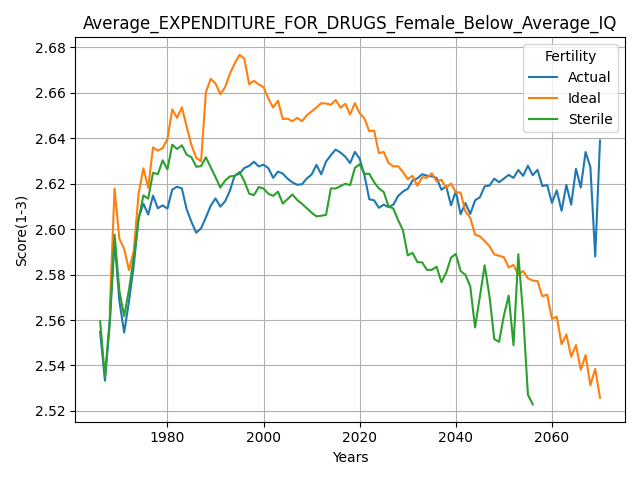 Average_EXPENDITURE_FOR_DRUGS_Female_Below_Average_IQ
Fertility
Actual
Ideal
Sterile
Score(1-3)
2.68
2.66
2.64
2.62
2.60
2.58
2.56
2.54
2.52
1980 2000 2020 2040 2060
Years